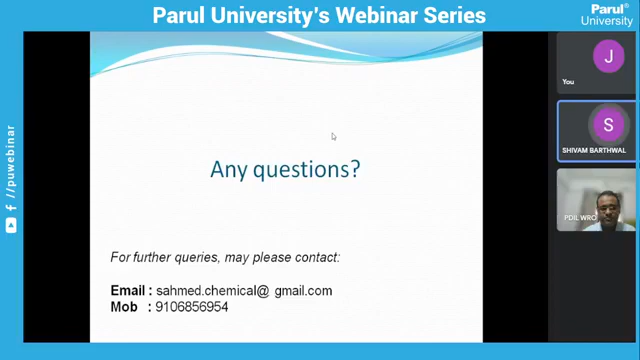 Parul University's Webinar Series
Parul®
University
J
You
S
SHIVAM BARTHWAL
PDIL WRO
Any questions?
For further queries, may please contact:
Email : sahmed.chemical@ gmail.com
Mob : 9106856954
f //puwebinar